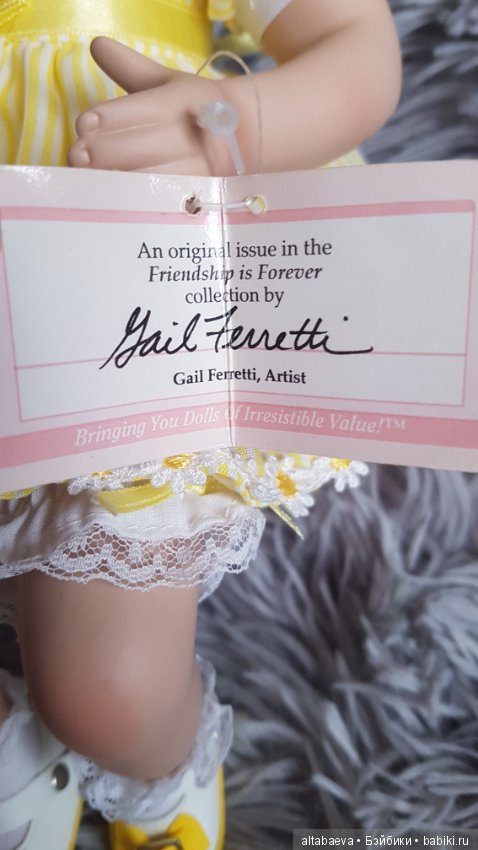 An original issue in the
Friendship is Forever
collection by
Gail Ferretti
Gail Ferretti, Artist
Bringing You Dolls Of Irresistible Value!™
altabaeva • Бэйбики • babiki.ru